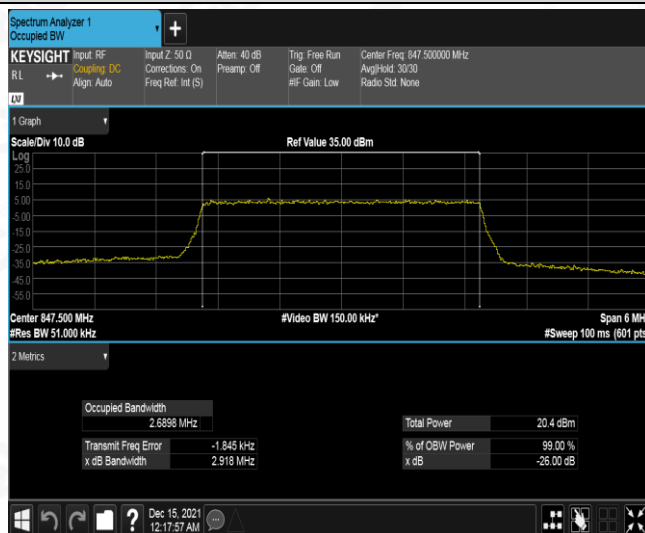 Spectrum Analyzer 1
Occupied BW
KEYSIGHT
R L
LXI
Input: RF
Coupling: DC
Align: Auto
Input Z: 50 Ω
Corrections: On
Freq Ref: Int (S)
Atten: 40 dB
Preamp: Off
Trig: Free Run
Gate: Off
#IF Gain: Low
Center Freq: 847.500000 MHz
Avg|Hold: 30/30
Radio Std: None
1 Graph
Scale/Div 10.0 dB
Ref Value 35.00 dBm
Log
25.0
15.0
5.00
-5.00
-15.0
-25.0
-35.0
-45.0
-55.0
Center 847.500 MHz
#Video BW 150.00 kHz*
Span 6 MH
#Res BW 51.000 kHz
#Sweep 100 ms (601 pts
2 Metrics
Occupied Bandwidth
2.6898 MHz
Total Power 20.4 dBm
Transmit Freq Error -1.845 kHz
% of OBW Power 99.00 %
x dB Bandwidth 2.918 MHz
x dB -26.00 dB
?
Dec 15, 2021
12:17:57 AM